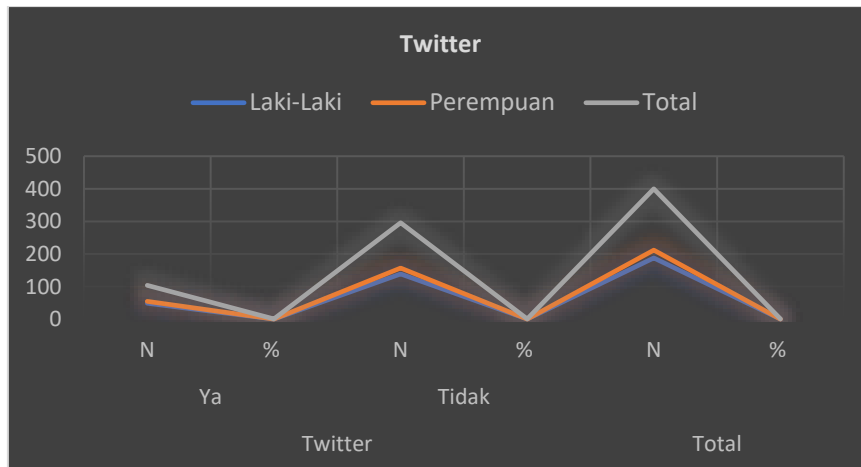 Twitter
Laki-Laki Perempuan Total
500
400
300
200
100
0
N % N % N %
Ya Tidak
Twitter Total